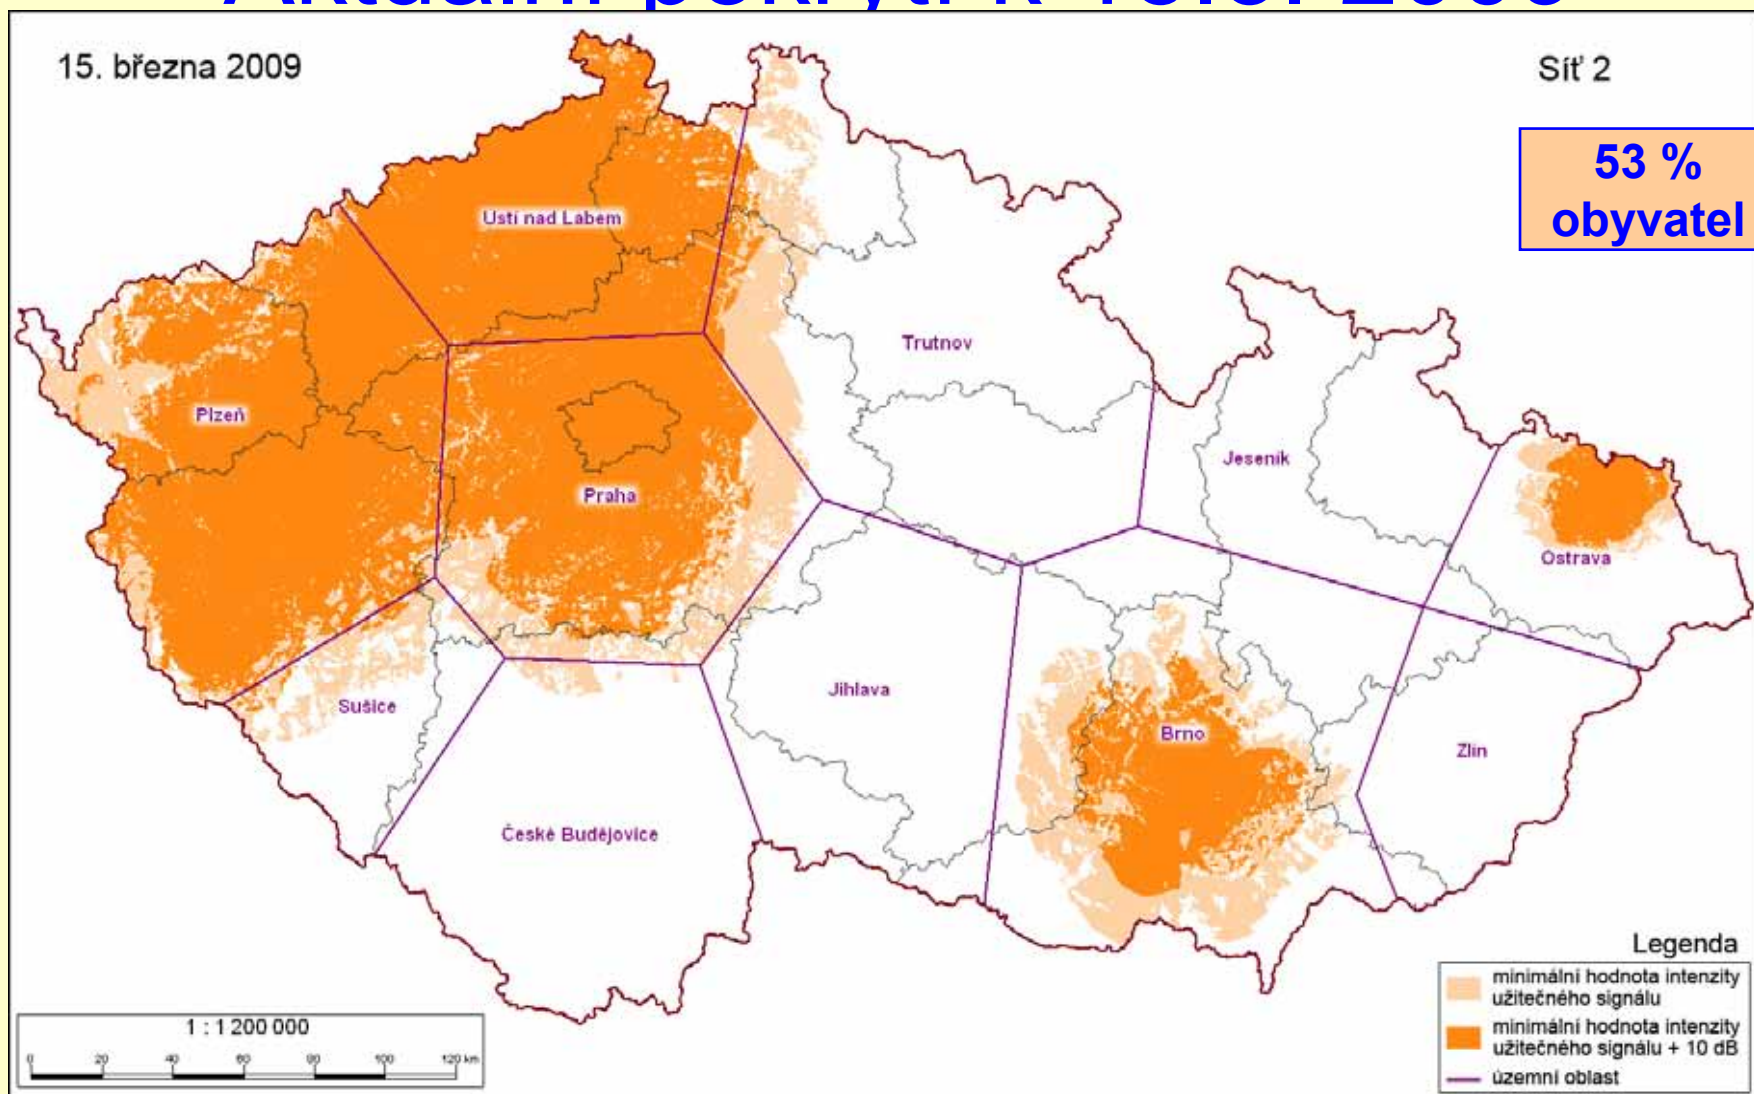 Aktuální pokrytí k
15. března 2009
Síť 2
53 %
obyvatel
Ústí nad Labem
Trutnov
Plzeň
Jeseník
Praha
Ostrava
Jihlava
Sušice
Brno
Zlín
České Budějovice
Legenda
minimální hodnota intenzity
užitečného signálu
minimální hodnota intenzity
užitečného signálu + 10 dB
územní oblast
1 : 1 200 000
0 20 40 60 80 100 120 km